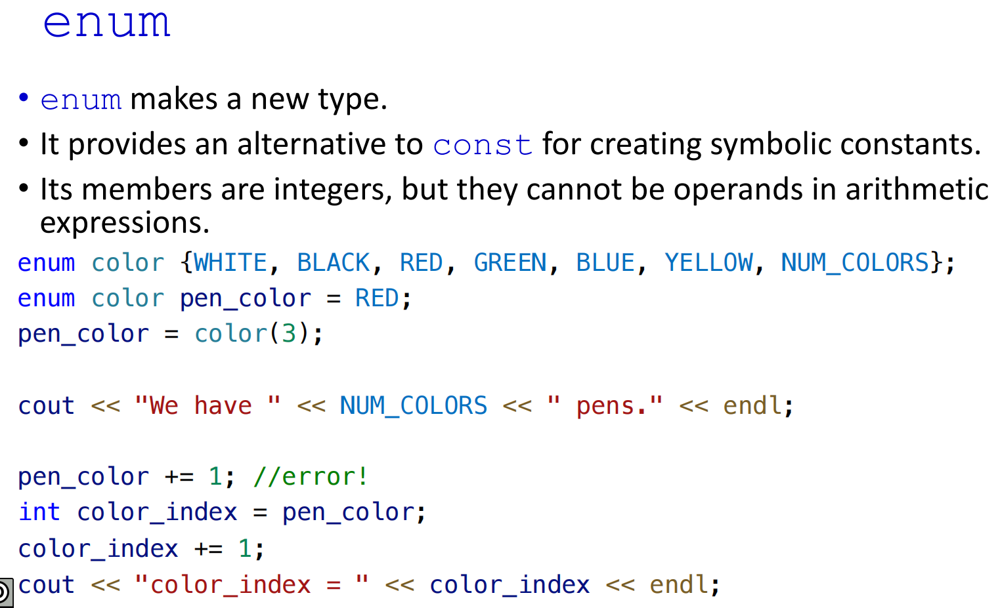 enum
• enum makes a new type.
• It provides an alternative to const for creating symbolic constants.
• Its members are integers, but they cannot be operands in arithmetic
expressions.
enum color {WHITE, BLACK, RED, GREEN, BLUE, YELLOW, NUM_COLORS};
enum color pen_color = RED;
pen_color = color(3);
cout << "We have " << NUM_COLORS << " pens." << endl;
pen_color += 1; //error!
int color_index = pen_color;
color_index += 1;
cout << "color_index = " << color_index << endl;